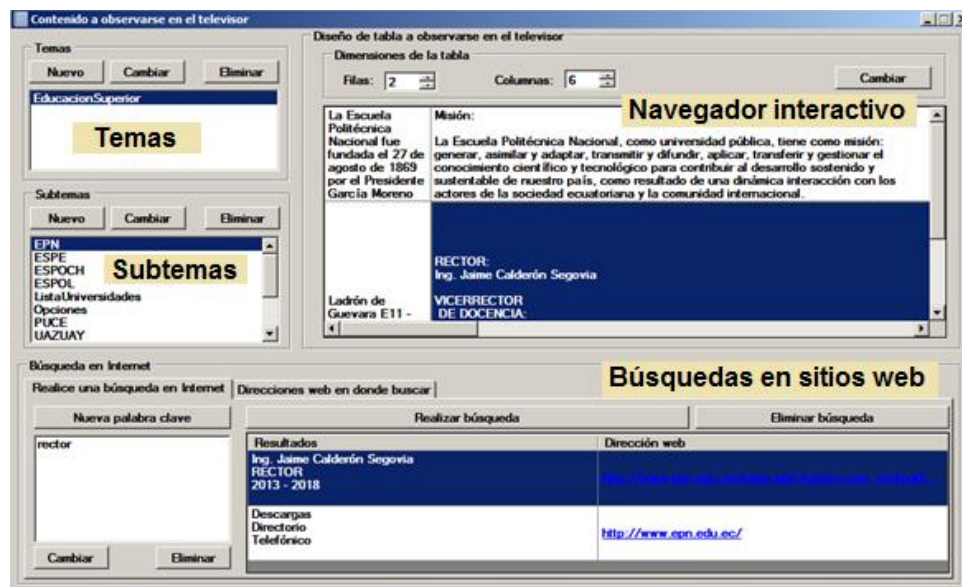 Contenido a observarse en el televisor
Temas
Nuevo
Cambiar
Eliminar
EducacionSuperior
Temas
Subtemas
Nuevo
Cambiar
Eliminar
EPN
ESPE
ESPOCH
ESPOL
ListaUniversidades
Opciones
PUCE
UAZUAY
Subtemas
Diseño de tabla a observarse en el televisor
Dimensiones de la tabla
Filas: 2
Columnas: 6
Cambiar
Navegador interactivo
La Escuela
Politécnica
Nacional fue
fundada el 27 de
agosto de 1869
por el Presidente
García Moreno
Misión:
La Escuela Politécnica Nacional, como universidad pública, tiene como misión:
generar, asimilar y adaptar, transmitir y difundir, aplicar, transferir y gestionar el
conocimiento científico y tecnológico para contribuir al desarrollo sostenido y
sustentable de nuestro país, como resultado de una dinámica interacción con los
actores de la sociedad ecuatoriana y la comunidad internacional.
Ladrón de
Guevara E11 -
RECTOR:
Ing. Jaime Calderón Segovia
VICERRECTOR
DE DOCENCIA:
Búsqueda en Internet
Realice una búsqueda en Internet
Direcciones web en donde buscar
Búsquedas en sitios web
Nueva palabra clave
Realizar búsqueda
Eliminar búsqueda
rector
Cambiar
Eliminar
Resultados
Dirección web
Ing. Jaime Calderón Segovia
RECTOR
2013 - 2018
Descargas
Directorio
Telefónico
http://www.epn.edu.ec/